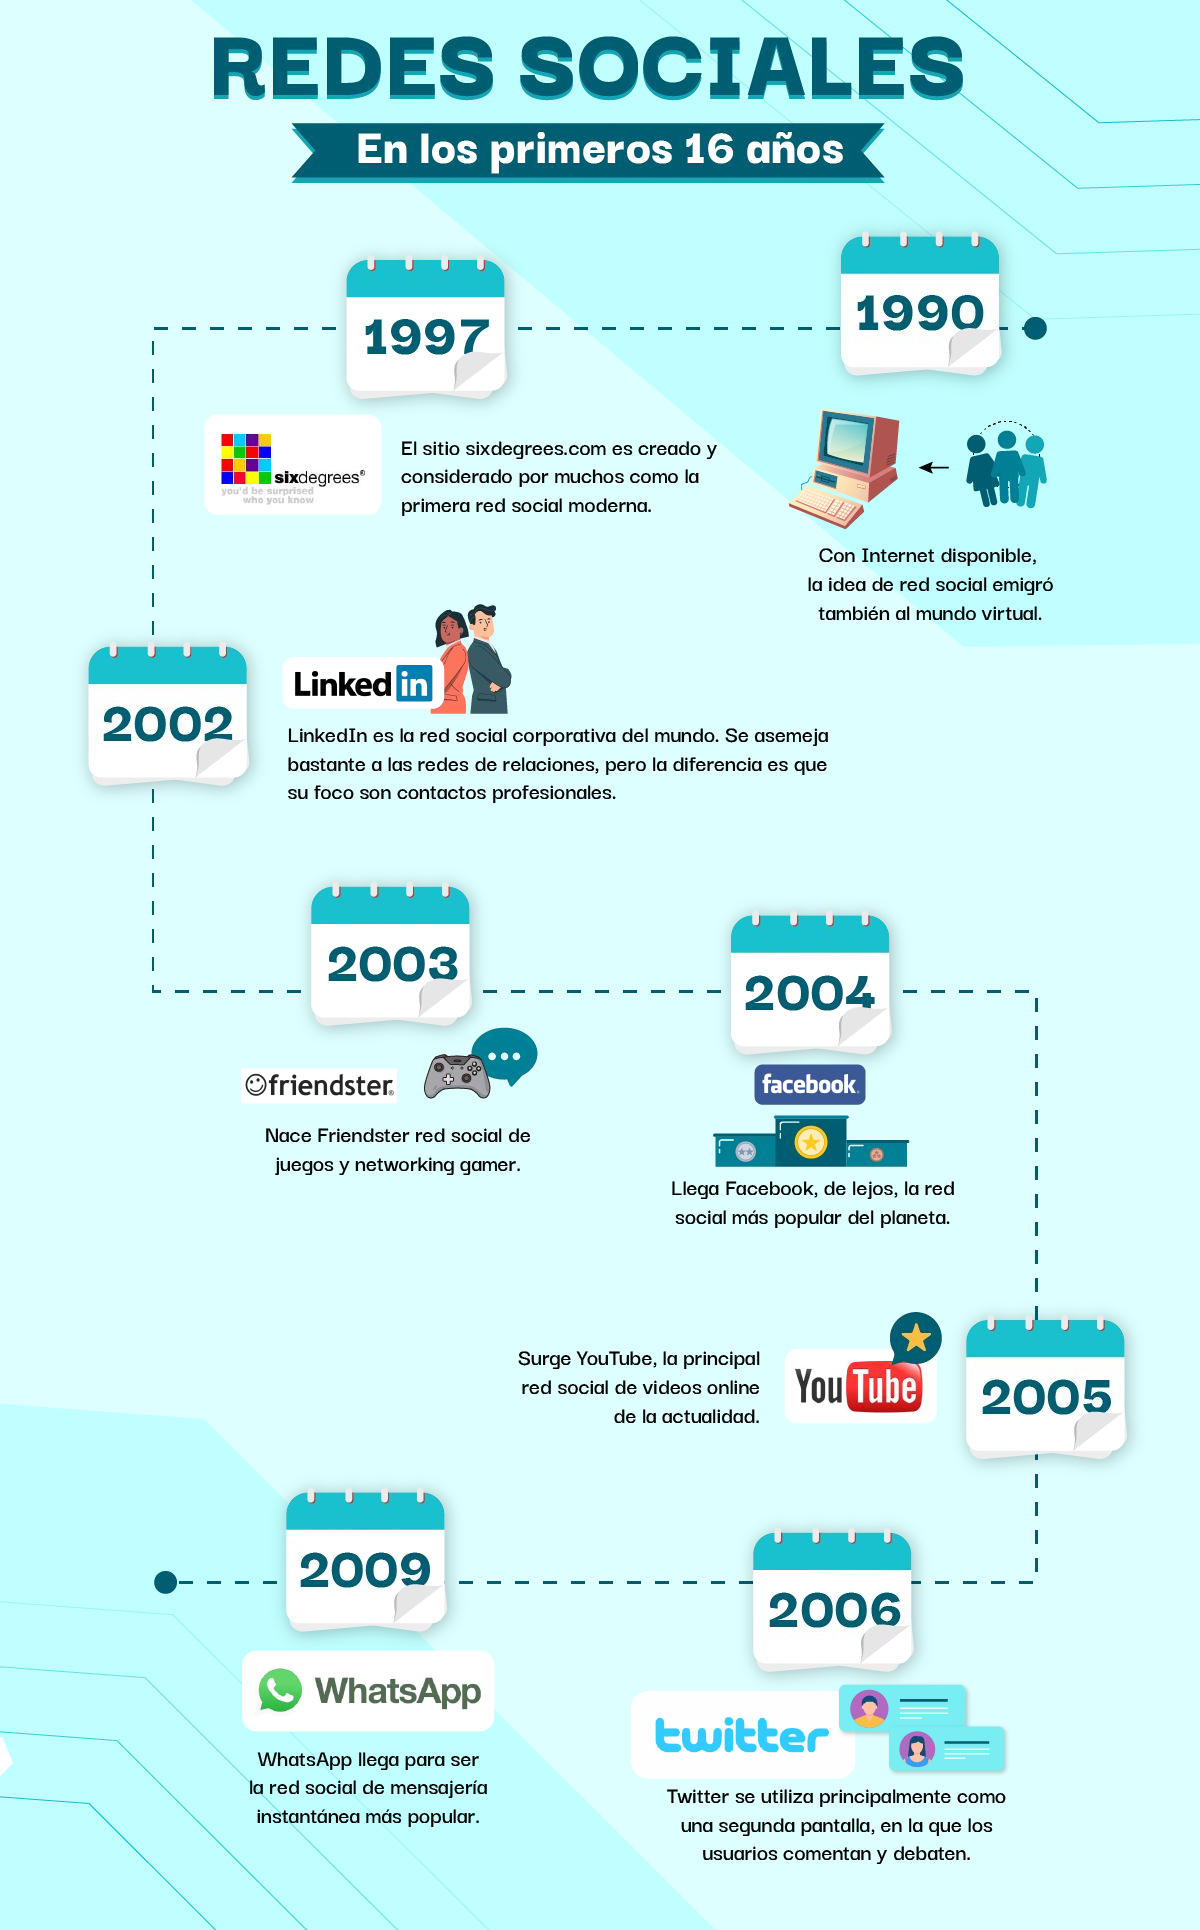 REDES SOCIALES
En los primeros 16 años
1990
Con Internet disponible,
la idea de red social emigró
también al mundo virtual.
1997
sixdegrees®
you'd be surprised
who you know
El sitio sixdegrees.com es creado y
considerado por muchos como la
primera red social moderna.
2002
Linked in
LinkedIn es la red social corporativa del mundo. Se asemeja
bastante a las redes de relaciones, pero la diferencia es que
su foco son contactos profesionales.
2003
friendster®
Nace Friendster red social de
juegos y networking gamer.
2004
facebook
Llega Facebook, de lejos, la red
social más popular del planeta.
2005
YouTube
Surge YouTube, la principal
red social de videos online
de la actualidad.
2006
twitter
Twitter se utiliza principalmente como
una segunda pantalla, en la que los
usuarios comentan y debaten.
2009
WhatsApp
WhatsApp llega para ser
la red social de mensajería
instantánea más popular.